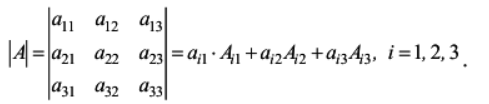 |A| = | a₁₁ a₁₂ a₁₃ |
| a₂₁ a₂₂ a₂₃ | = aᵢ₁ · Aᵢ₁ + aᵢ₂Aᵢ₂ + aᵢ₃Aᵢ₃, i = 1, 2, 3 .
| a₃₁ a₃₂ a₃₃ |